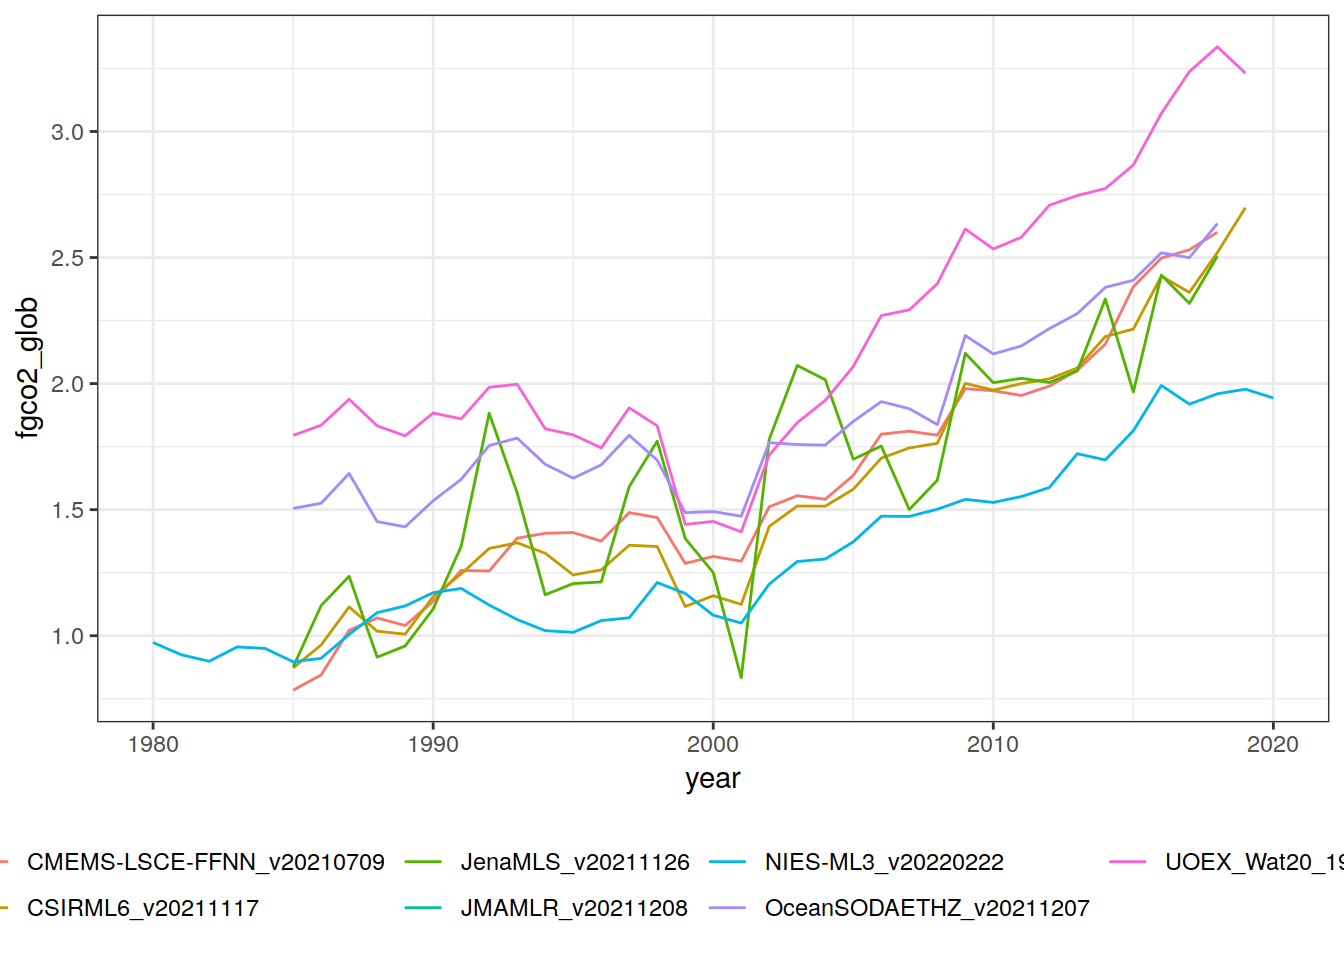 3.0
2.5
2.0
1.5
1.0
fgco2_glob
1980 1990 2000 2010 2020
year
CMEMS-LSCE-FFNN_v20210709 JenaMLS_v20211126 NIES-ML3_v20220222 UOEX_Wat20_19
CSIRML6_v20211117 JMAMLR_v20211208 OceanSODAETHZ_v20211207